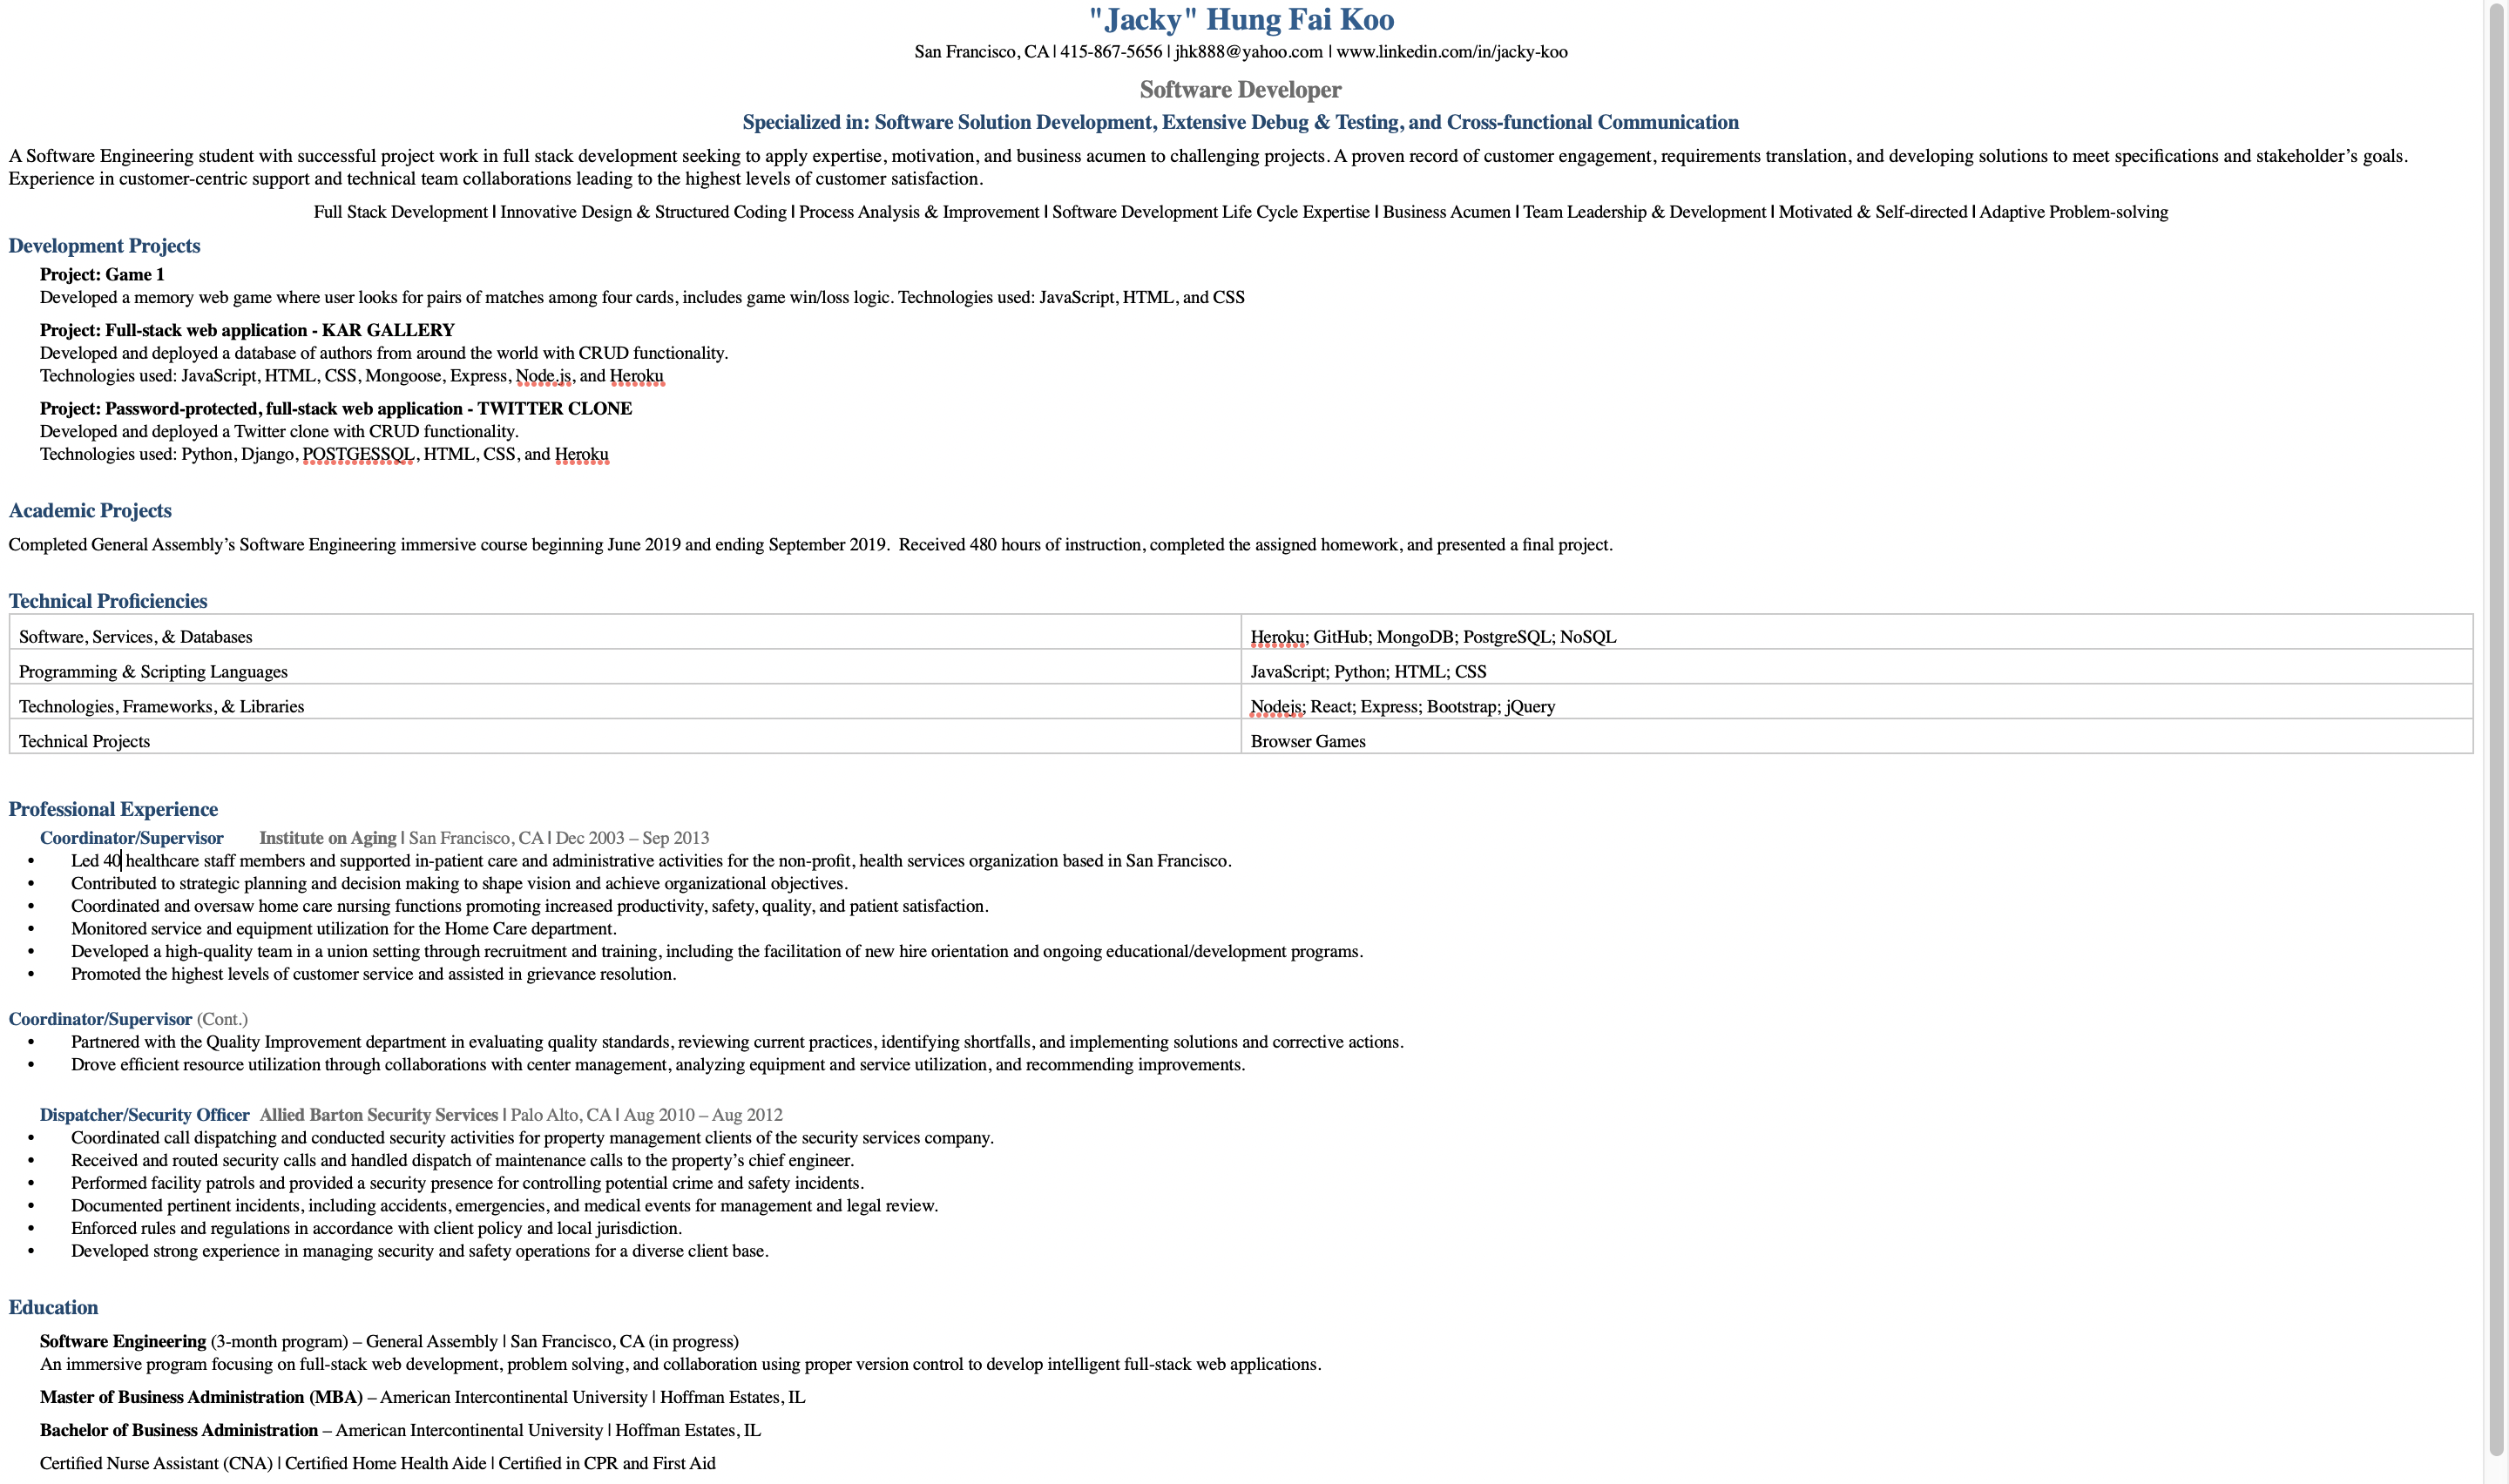 "Jacky" Hung Fai Koo
San Francisco, CA | 415-867-5656 | jhk888@yahoo.com | www.linkedin.com/in/jacky-koo
Software Developer
Specialized in: Software Solution Development, Extensive Debug & Testing, and Cross-functional Communication
A Software Engineering student with successful project work in full stack development seeking to apply expertise, motivation, and business acumen to challenging projects. A proven record of customer engagement, requirements translation, and developing solutions to meet specifications and stakeholder’s goals.
Experience in customer-centric support and technical team collaborations leading to the highest levels of customer satisfaction.
Full Stack Development | Innovative Design & Structured Coding | Process Analysis & Improvement | Software Development Life Cycle Expertise | Business Acumen | Team Leadership & Development | Motivated & Self-directed | Adaptive Problem-solving
Development Projects
Project: Game 1
Developed a memory web game where user looks for pairs of matches among four cards, includes game win/loss logic. Technologies used: JavaScript, HTML, and CSS
Project: Full-stack web application - KAR GALLERY
Developed and deployed a database of authors from around the world with CRUD functionality.
Technologies used: JavaScript, HTML, CSS, Mongoose, Express, Node.js, and Heroku
Project: Password-protected, full-stack web application - TWITTER CLONE
Developed and deployed a Twitter clone with CRUD functionality.
Technologies used: Python, Django, POSTGESSQL, HTML, CSS, and Heroku
Academic Projects
Completed General Assembly’s Software Engineering immersive course beginning June 2019 and ending September 2019.  Received 480 hours of instruction, completed the assigned homework, and presented a final project.
Technical Proficiencies
Software, Services, & Databases Heroku; GitHub; MongoDB; PostgreSQL; NoSQL
Programming & Scripting Languages JavaScript; Python; HTML; CSS
Technologies, Frameworks, & Libraries Nodejs; React; Express; Bootstrap; jQuery
Technical Projects Browser Games
Professional Experience
Coordinator/Supervisor Institute on Aging | San Francisco, CA | Dec 2003 – Sep 2013
• Led 40 healthcare staff members and supported in-patient care and administrative activities for the non-profit, health services organization based in San Francisco.
• Contributed to strategic planning and decision making to shape vision and achieve organizational objectives.
• Coordinated and oversaw home care nursing functions promoting increased productivity, safety, quality, and patient satisfaction.
• Monitored service and equipment utilization for the Home Care department.
• Developed a high-quality team in a union setting through recruitment and training, including the facilitation of new hire orientation and ongoing educational/development programs.
• Promoted the highest levels of customer service and assisted in grievance resolution.
Coordinator/Supervisor (Cont.)
• Partnered with the Quality Improvement department in evaluating quality standards, reviewing current practices, identifying shortfalls, and implementing solutions and corrective actions.
• Drove efficient resource utilization through collaborations with center management, analyzing equipment and service utilization, and recommending improvements.
Dispatcher/Security Officer Allied Barton Security Services | Palo Alto, CA | Aug 2010 – Aug 2012
• Coordinated call dispatching and conducted security activities for property management clients of the security services company.
• Received and routed security calls and handled dispatch of maintenance calls to the property’s chief engineer.
• Performed facility patrols and provided a security presence for controlling potential crime and safety incidents.
• Documented pertinent incidents, including accidents, emergencies, and medical events for management and legal review.
• Enforced rules and regulations in accordance with client policy and local jurisdiction.
• Developed strong experience in managing security and safety operations for a diverse client base.
Education
Software Engineering (3-month program) – General Assembly | San Francisco, CA (in progress)
An immersive program focusing on full-stack web development, problem solving, and collaboration using proper version control to develop intelligent full-stack web applications.
Master of Business Administration (MBA) – American Intercontinental University | Hoffman Estates, IL
Bachelor of Business Administration – American Intercontinental University | Hoffman Estates, IL
Certified Nurse Assistant (CNA) | Certified Home Health Aide | Certified in CPR and First Aid